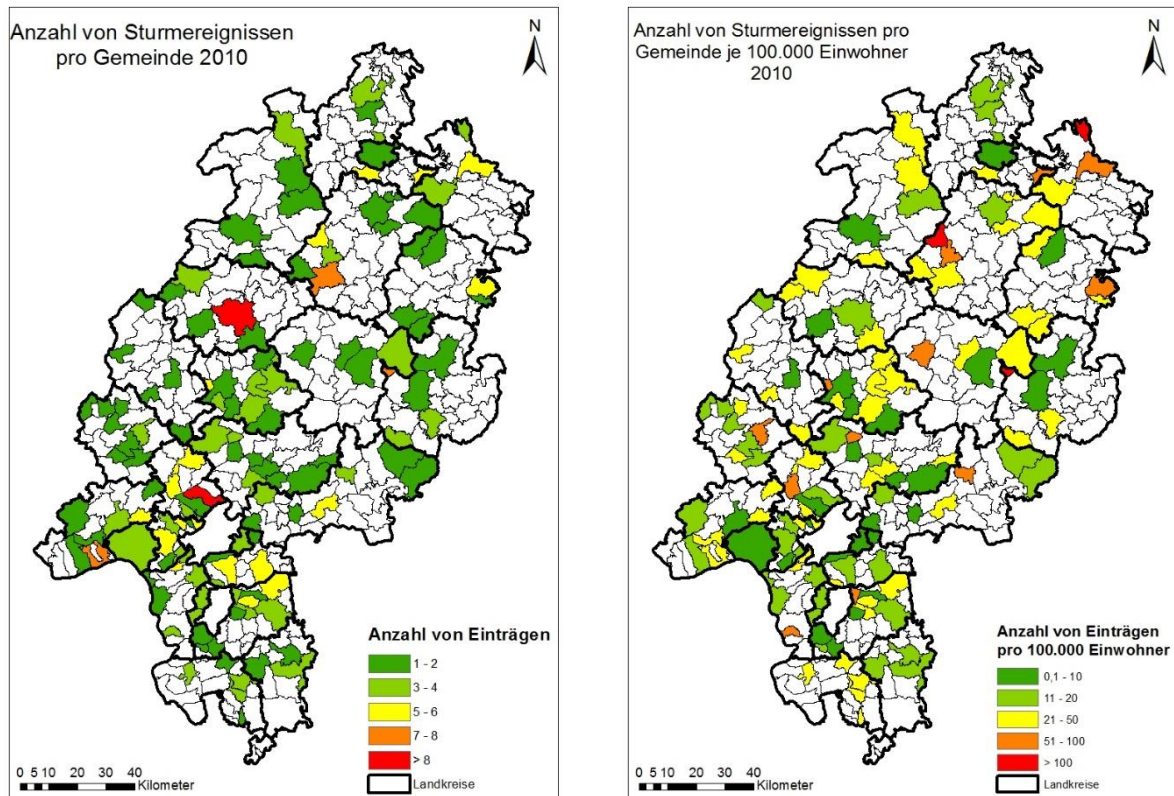 Anzahl von Sturmereignissen
pro Gemeinde 2010
N
Anzahl von Einträgen
1 - 2
3 - 4
5 - 6
7 - 8
> 8
Landkreise
0 5 10 20 30 40
Kilometer
Anzahl von Sturmereignissen pro
Gemeinde je 100.000 Einwohner
2010
N
Anzahl von Einträgen
pro 100.000 Einwohner
0,1 - 10
11 - 20
21 - 50
51 - 100
> 100
Landkreise
0 5 10 20 30 40
Kilometer